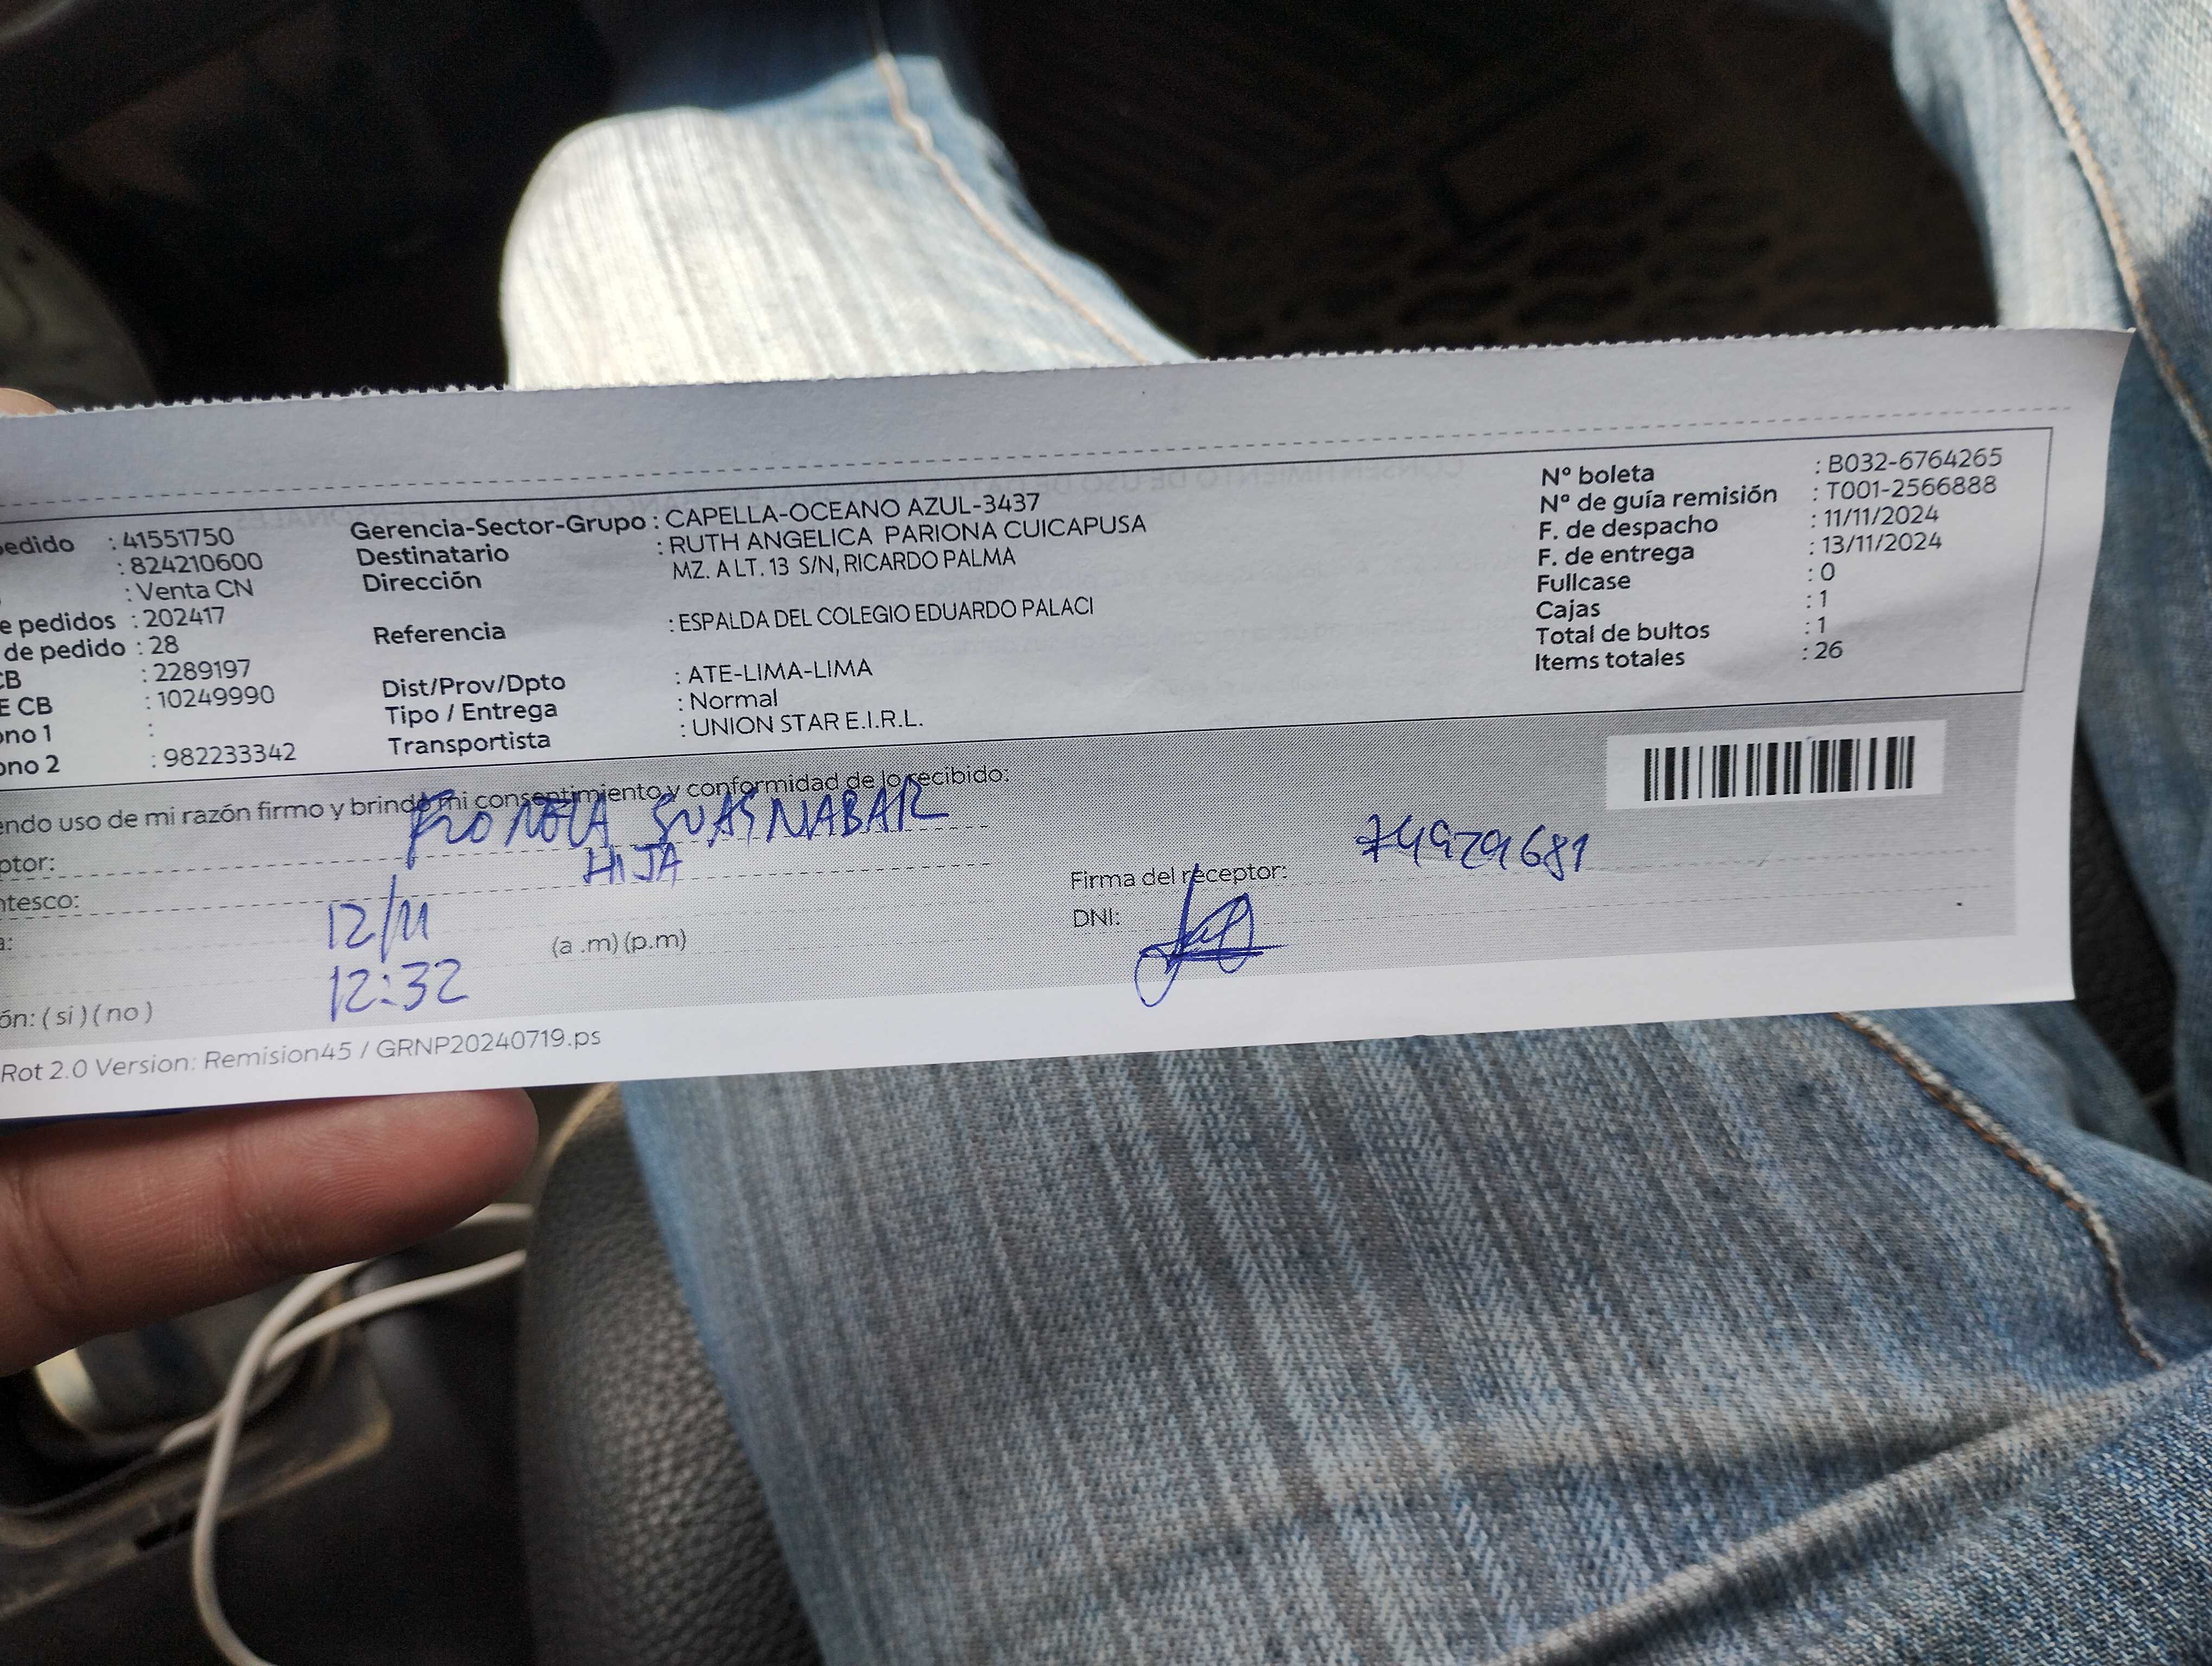 edido : 41551750
: 824210600
: Venta CN
e pedidos : 202417
de pedido : 28
CB : 2289197
E CB : 10249990
ono 1 :
ono 2 : 982233342
Gerencia-Sector-Grupo : CAPELLA-OCEANO AZUL-3437
Destinatario : RUTH ANGELICA PARIONA CUICAPUSA
Dirección MZ. A LT. 13 S/N, RICARDO PALMA
Referencia : ESPALDA DEL COLEGIO EDUARDO PALACI
Dist/Prov/Dpto : ATE-LIMA-LIMA
Tipo / Entrega : Normal
Transportista : UNION STAR E.I.R.L.
Nº boleta : B032-6764265
Nº de guía remisión : T001-2566888
F. de despacho : 11/11/2024
F. de entrega : 13/11/2024
Fullcase : 0
Cajas : 1
Total de bultos : 1
Items totales : 26
endo uso de mi razón firmo y brindo mi consentimiento y conformidad de lo recibido:
ptor: GUASNABAR
ntesco: HIJA
a: 12/11
12:32 (a .m) (p.m)
Firma del receptor: 74929681
DNI:
ón: ( si ) ( no )
Rot 2.0 Version: Remision45 / GRNP20240719.ps